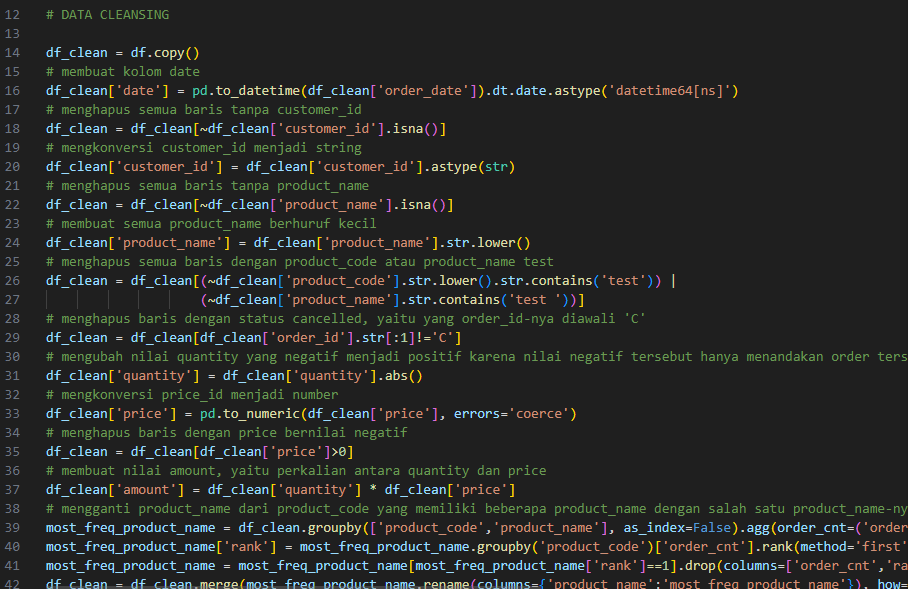 12 # DATA CLEANSING
13
14 df_clean = df.copy()
15 # membuat kolom date
16 df_clean['date'] = pd.to_datetime(df_clean['order_date']).dt.date.astype('datetime64[ns]')
17 # menghapus semua baris tanpa customer_id
18 df_clean = df_clean[~df_clean['customer_id'].isna()]
19 # mengkonversi customer_id menjadi string
20 df_clean['customer_id'] = df_clean['customer_id'].astype(str)
21 # menghapus semua baris tanpa product_name
22 df_clean = df_clean[~df_clean['product_name'].isna()]
23 # membuat semua product_name berhuruf kecil
24 df_clean['product_name'] = df_clean['product_name'].str.lower()
25 # menghapus semua baris dengan product_code atau product_name test
26 df_clean = df_clean[(~df_clean['product_code'].str.lower().str.contains('test')) |
27 (~df_clean['product_name'].str.contains('test '))]
28 # menghapus baris dengan status cancelled, yaitu yang order_id-nya diawali 'C'
29 df_clean = df_clean[df_clean['order_id'].str[:1]!='C']
30 # mengubah nilai quantity yang negatif menjadi positif karena nilai negatif tersebut hanya menandakan order ters
31 df_clean['quantity'] = df_clean['quantity'].abs()
32 # mengkonversi price_id menjadi number
33 df_clean['price'] = pd.to_numeric(df_clean['price'], errors='coerce')
34 # menghapus baris dengan price bernilai negatif
35 df_clean = df_clean[df_clean['price']>0]
36 # membuat nilai amount, yaitu perkalian antara quantity dan price
37 df_clean['amount'] = df_clean['quantity'] * df_clean['price']
38 # mengganti product_name dari product_code yang memiliki beberapa product_name dengan salah satu product_name-ny
39 most_freq_product_name = df_clean.groupby(['product_code','product_name'], as_index=False).agg(order_cnt=('order
40 most_freq_product_name['rank'] = most_freq_product_name.groupby('product_code')['order_cnt'].rank(method='first'
41 most_freq_product_name = most_freq_product_name[most_freq_product_name['rank']==1].drop(columns=['order_cnt','ra
42 df_clean = df_clean.merge(most_freq_product_name.rename(columns={'product_name':'most_freq_product_name'}), how=